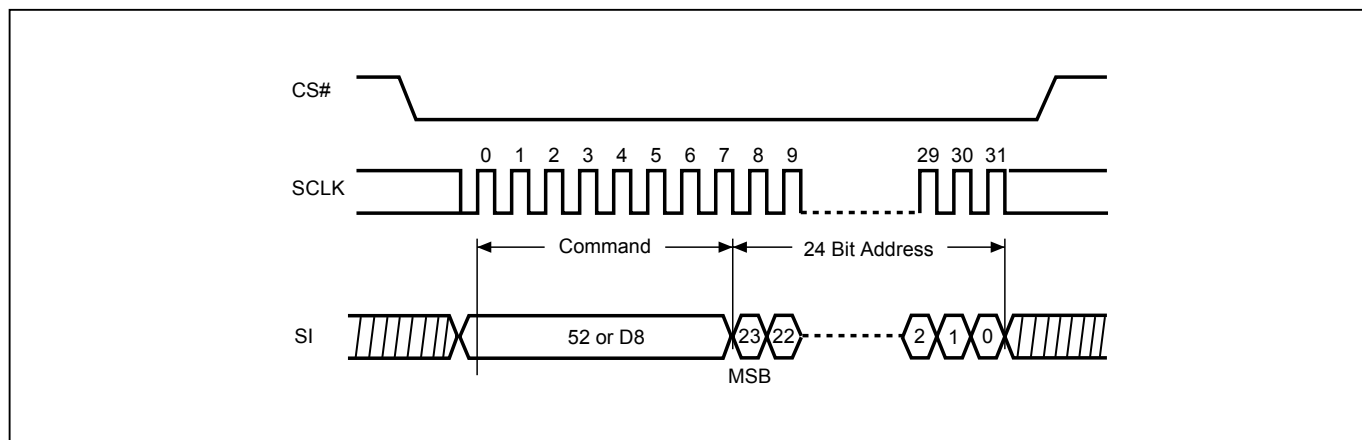 CS#
0 1 2 3 4 5 6 7 8 9 29 30 31
SCLK
Command 24 Bit Address
SI 52 or D8 23 22 2 1 0
MSB